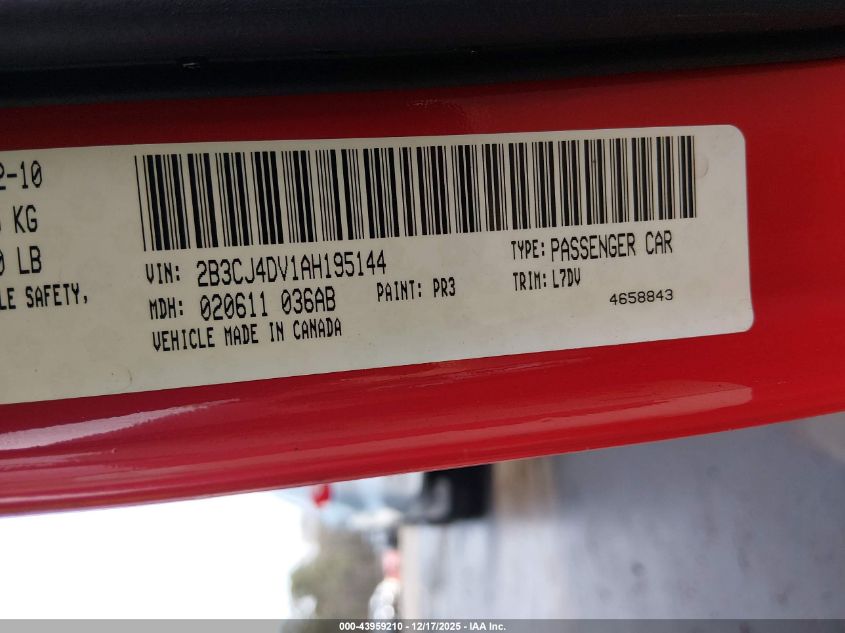 2-10
KG
LB
LE SAFETY,
VIN: 2B3CJ4DV1AH195144
TYPE: PASSENGER CAR
MDH: 020611 036AB
PAINT: PR3
TRIM: L7DV
VEHICLE MADE IN CANADA
4658843
000-43959210 - 12/17/2025 - IAA Inc.